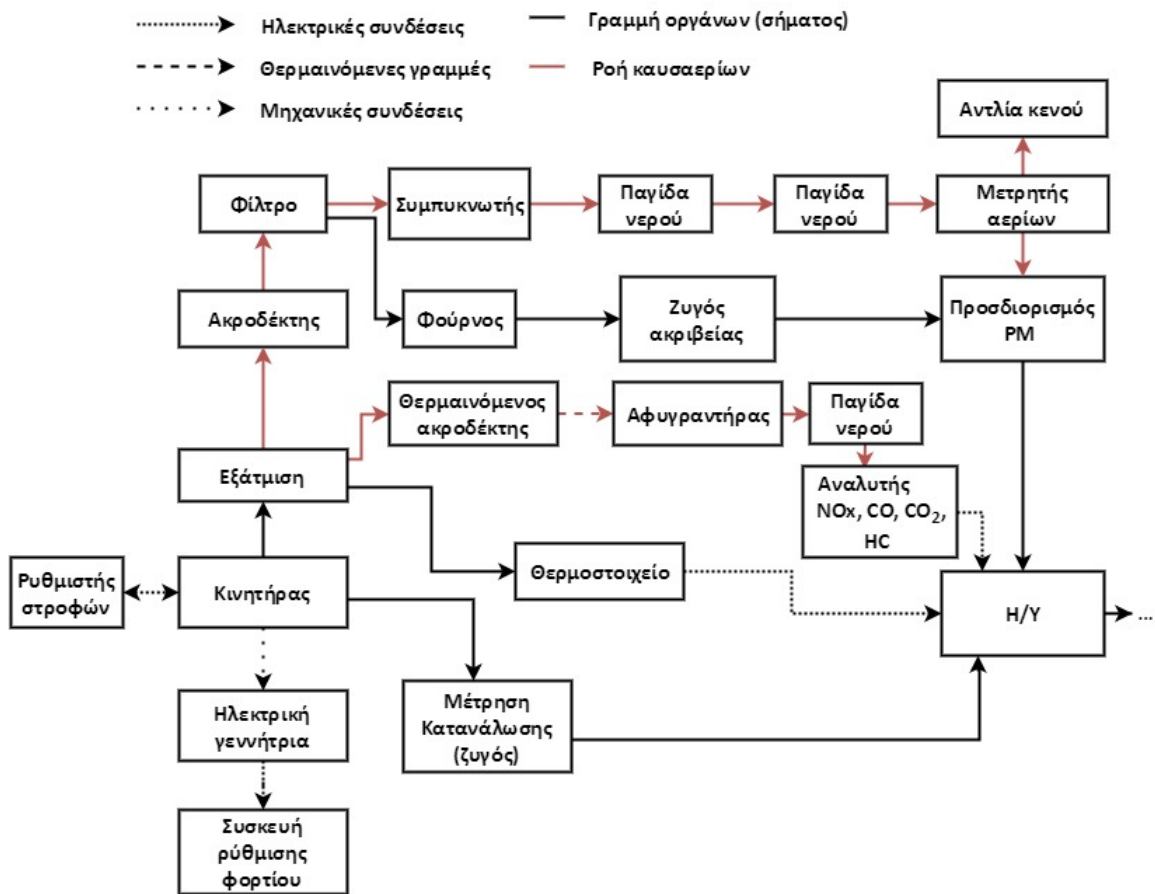 Ηλεκτρικές συνδέσεις
Γραμμή οργάνων (σήματος)
Θερμαινόμενες γραμμές
Ροή καυσαερίων
Μηχανικές συνδέσεις
Αντλία κενού
Φίλτρο
Συμπυκνωτής
Παγίδα
νερού
Παγίδα
νερού
Μετρητής
αερίων
Ακροδέκτης
Φούρνος
Ζυγός
ακριβείας
Προσδιορισμός
PM
Θερμαινόμενος
ακροδέκτης
Αφυγραντήρας
Παγίδα
νερού
Εξάτμιση
Αναλυτής
NOx, CO, CO₂,
HC
Ρυθμιστής
στροφών
Κινητήρας
Θερμοστοιχείο
Η/Υ
...
Ηλεκτρική
γεννήτρια
Μέτρηση
Κατανάλωσης
(ζυγός)
Συσκευή
ρύθμισης
φορτίου